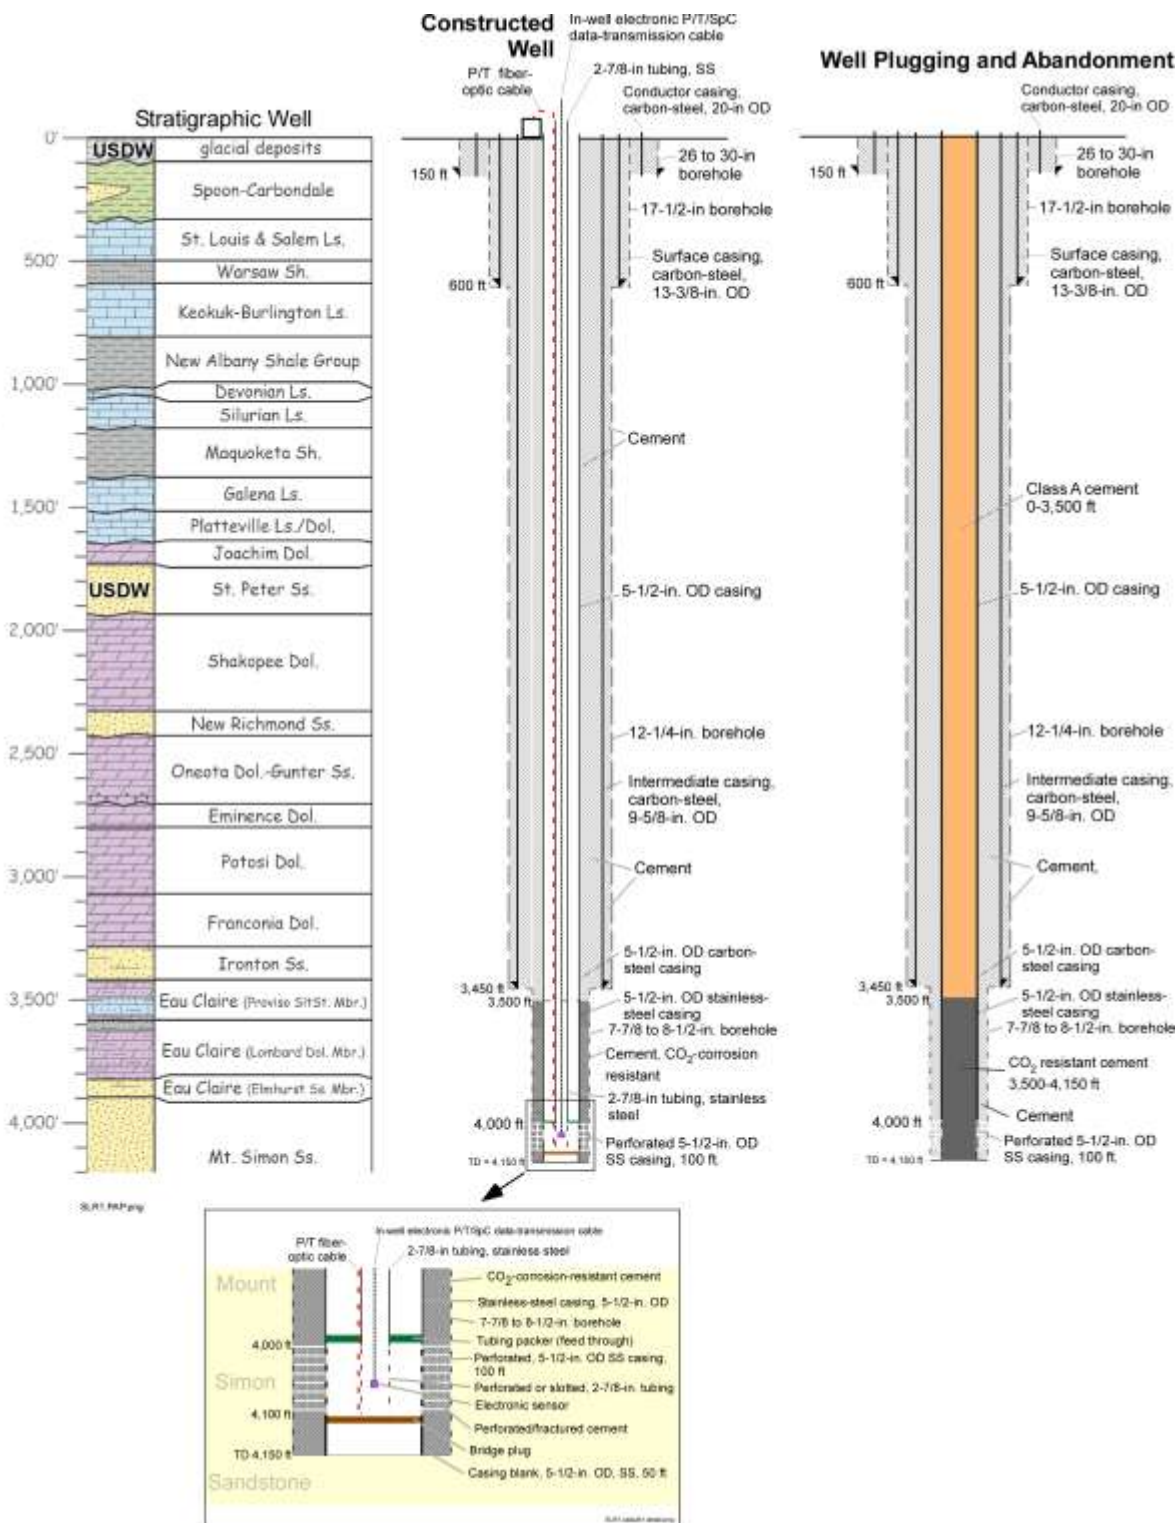 Constructed
Well
In-well electronic P/T/SpC
data-transmission cable
P/T fiber-
optic cable
2-7/8-in tubing, SS
Conductor casing,
carbon-steel, 20-in OD
Well Plugging and Abandonment
Conductor casing,
carbon-steel, 20-in OD
Stratigraphic Well
0'
USDW
glacial deposits
Spoon-Carbondale
St. Louis & Salem Ls.
500'
Warsaw Sh.
Keokuk-Burlington Ls.
New Albany Shale Group
1,000'
Devonian Ls.
Silurian Ls.
Maquoketa Sh.
Galena Ls.
1,500'
Platteville Ls./Dol.
Joachim Dol.
USDW
St. Peter Ss.
2,000'
Shakopee Dol.
New Richmond Ss.
2,500'
Oneota Dol.-Gunter Ss.
Eminence Dol.
Potosi Dol.
3,000'
Franconia Dol.
Ironton Ss.
3,500'
Eau Claire (Proviso SltSt. Mbr.)
Eau Claire (Lombard Dol. Mbr.)
Eau Claire (Elmhurst Ss. Mbr.)
4,000'
Mt. Simon Ss.
150 ft
26 to 30-in
borehole
17-1/2-in borehole
600 ft
Surface casing,
carbon-steel,
13-3/8-in. OD
Cement
5-1/2-in. OD casing
12-1/4-in. borehole
Intermediate casing,
carbon-steel,
9-5/8-in. OD
Cement
5-1/2-in. OD carbon-
steel casing
3,450 ft
3,500 ft
5-1/2-in. OD stainless-
steel casing
7-7/8 to 8-1/2-in. borehole
Cement, CO2-corrosion
resistant
2-7/8-in tubing, stainless
steel
4,000 ft
Perforated 5-1/2-in. OD
SS casing, 100 ft.
TD = 4,150 ft
150 ft
26 to 30-in
borehole
17-1/2-in borehole
600 ft
Surface casing,
carbon-steel,
13-3/8-in. OD
Class A cement
0-3,500 ft
5-1/2-in. OD casing
12-1/4-in. borehole
Intermediate casing,
carbon-steel,
9-5/8-in. OD
Cement,
5-1/2-in. OD carbon-
steel casing
3,450 ft
3,500 ft
5-1/2-in. OD stainless-
steel casing
7-7/8 to 8-1/2-in. borehole
CO2 resistant cement
3,500-4,150 ft
4,000 ft
Cement
Perforated 5-1/2-in. OD
SS casing, 100 ft.
TD = 4,150 ft
In-well electronic P/T/SpC data-transmission cable
P/T fiber-
optic cable
2-7/8-in tubing, stainless steel
Mount
CO2-corrosion-resistant cement
Stainless-steel casing, 5-1/2-in. OD
7-7/8 to 8-1/2-in. borehole
4,000 ft
Tubing packer (feed through)
Perforated, 5-1/2-in. OD SS casing,
100 ft
Simon
Perforated or slotted, 2-7/8-in. tubing
Electronic sensor
4,100 ft
Perforated/fractured cement
Bridge plug
TD 4,150 ft
Casing blank, 5-1/2-in. OD, SS, 50 ft
Sandstone